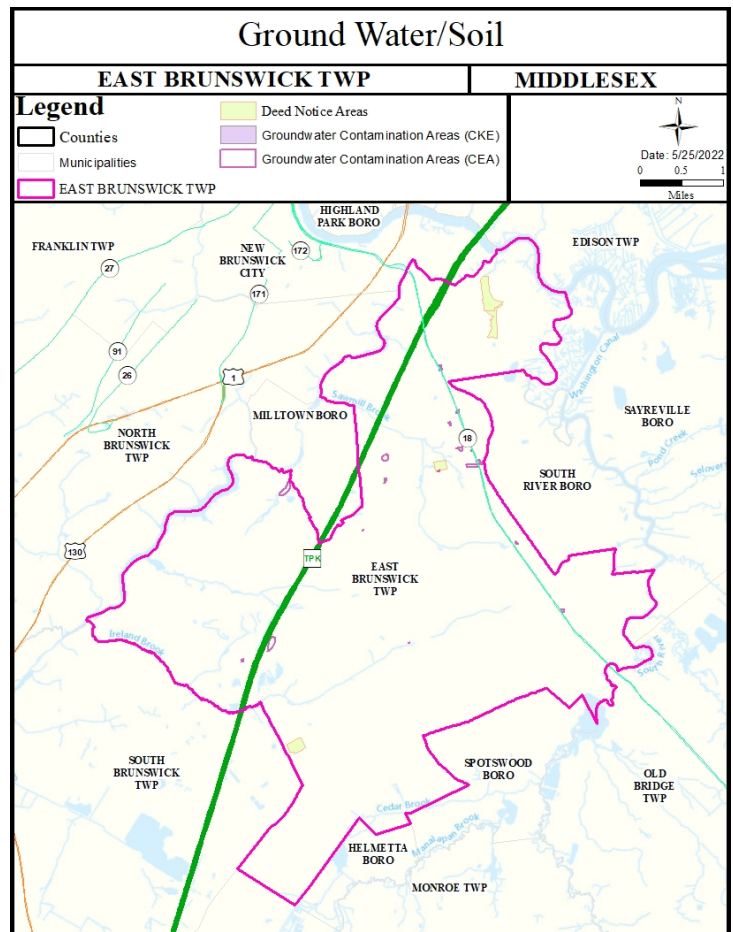 Ground Water/Soil
EAST BRUNSWICK TWP
MIDDLESEX
Legend
Counties
Municipalities
EAST BRUNSWICK TWP
Deed Notice Areas
Groundwater Contamination Areas (CKE)
Groundwater Contamination Areas (CEA)
N
Date: 5/25/2022
0 0.5 1
Miles
HIGHLAND
PARK BORO
FRANKLIN TWP
NEW
BRUNSWICK
CITY
EDISON TWP
172
27
171
Washington Canal
91
26
1
Sawmill Brook
MILLTOWN BORO
SAYREVILLE
BORO
NORTH
BRUNSWICK
TWP
18
Pond Creek
SOUTH
RIVER BORO
130
TPK
EAST
BRUNSWICK
TWP
Ireland Brook
South
SOUTH
BRUNSWICK
TWP
SPOTSWOOD
BORO
OLD
BRIDGE
TWP
Cedar Brook
Manalapan Brook
HELMETTA
BORO
MONROE TWP